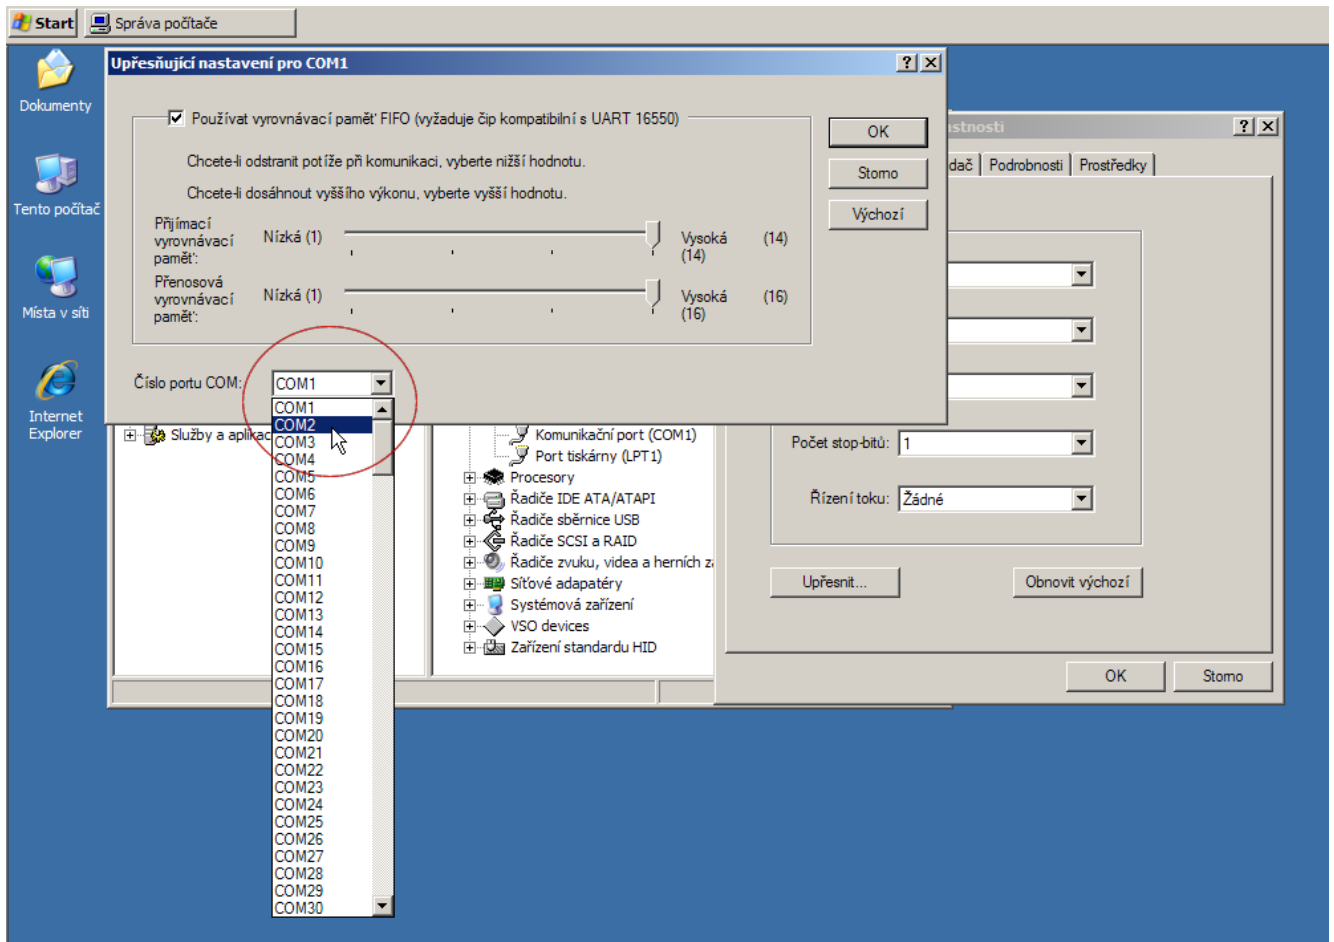 Start
Správa počítače
Dokumenty
Tento počítač
Místa v síti
Internet
Explorer
Upřesňující nastavení pro COM1
Používat vyrovnávací paměť FIFO (vyžaduje čip kompatibilní s UART 16550)
Chcete-li odstranit potíže při komunikaci, vyberte nižší hodnotu.
Chcete-li dosáhnout vyššího výkonu, vyberte vyšší hodnotu.
Přijímací
vyrovnávací
paměť:
Nízká (1)
Vysoká
(14)
(14)
Přenosová
vyrovnávací
paměť:
Nízká (1)
Vysoká
(16)
(16)
OK
Storno
Výchozí
Číslo portu COM:
COM1
COM1
COM2
COM3
COM4
COM5
COM6
COM7
COM8
COM9
COM10
COM11
COM12
COM13
COM14
COM15
COM16
COM17
COM18
COM19
COM20
COM21
COM22
COM23
COM24
COM25
COM26
COM27
COM28
COM29
COM30
Služby a aplikac
Komunikační port (COM1)
Port tiskárny (LPT1)
Procesory
Řadiče IDE ATA/ATAPI
Řadiče sběrnice USB
Řadiče SCSI a RAID
Řadiče zvuku, videa a herních za
Síťové adapatéry
Systémová zařízení
VSO devices
Zařízení standardu HID
astnosti
dač
Podrobnosti
Prostředky
Počet stop-bitů:
1
Řízení toku:
Žádné
Upřesnit...
Obnovit výchozí
OK
Storno